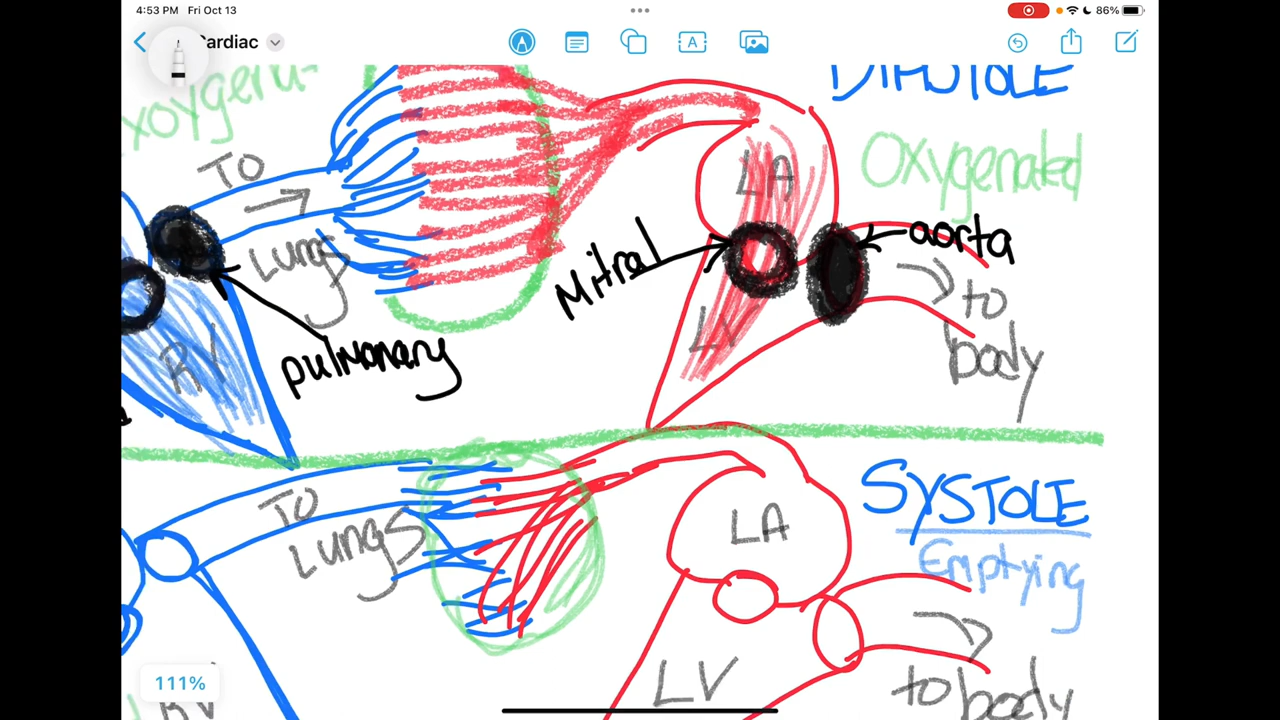 4:53 PM Fri Oct 13
86%
Cardiac
DIASTOLE
TO
LA
Oxygenated
Lungs
Mitral
aorta
to
body
LV
RV
pulmonary
TO
Lungs
LA
SYSTOLE
Emptying
LV
to body
RV
111%